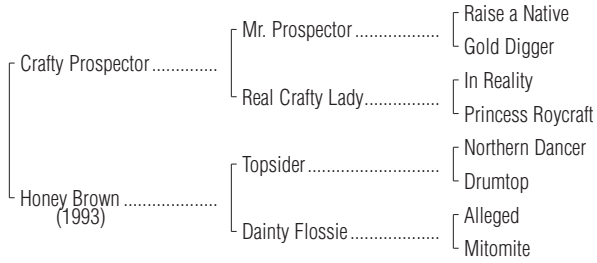 Raise a Native
Mr. Prospector ..................
Gold Digger
Crafty Prospector ..............
In Reality
Real Crafty Lady ................
Princess Roycraft
Northern Dancer
Topsider ............................
Drumtop
Honey Brown ....................
(1993)
Alleged
Dainty Flossie ...................
Mitomite